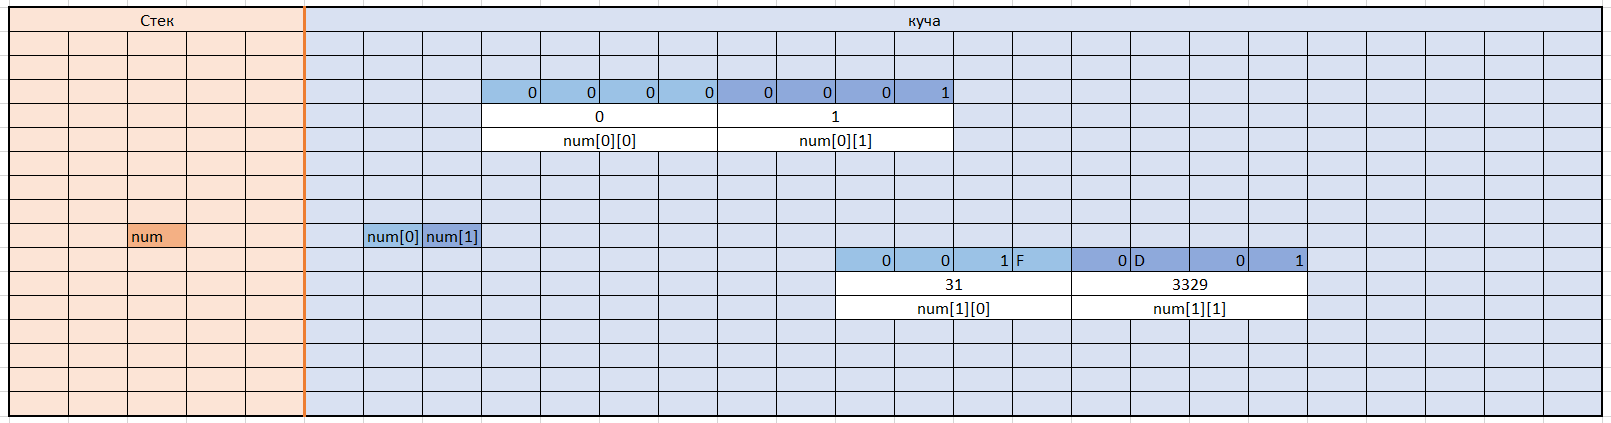 Стек куча
0 0 0 0 0 0 0 1
0 1
num[0][0] num[0][1]
num num[0] num[1]
0 0 1 F 0 D 0 1
31 3329
num[1][0] num[1][1]